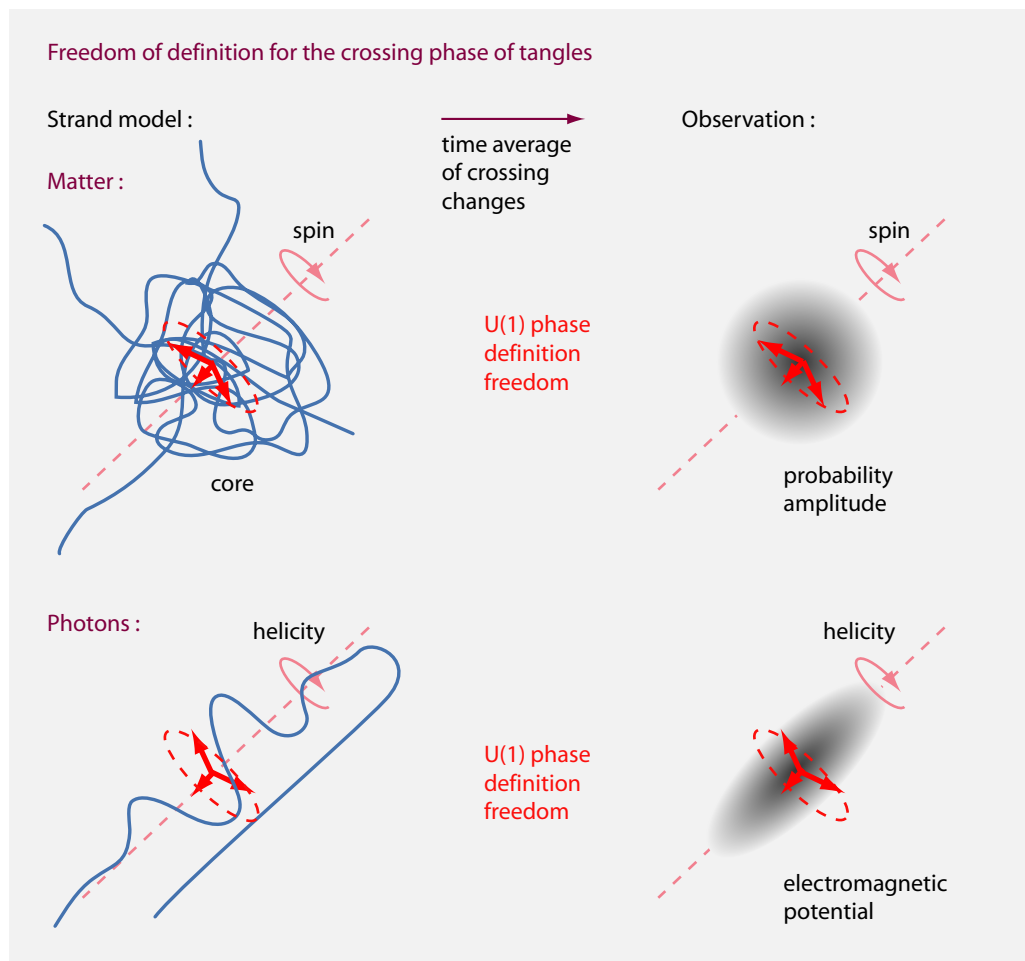 Freedom of definition for the crossing phase of tangles
Strand model :
Observation :
time average
of crossing
changes
Matter :
spin
spin
U(1) phase
definition
freedom
core
probability
amplitude
Photons :
helicity
helicity
U(1) phase
definition
freedom
electromagnetic
potential